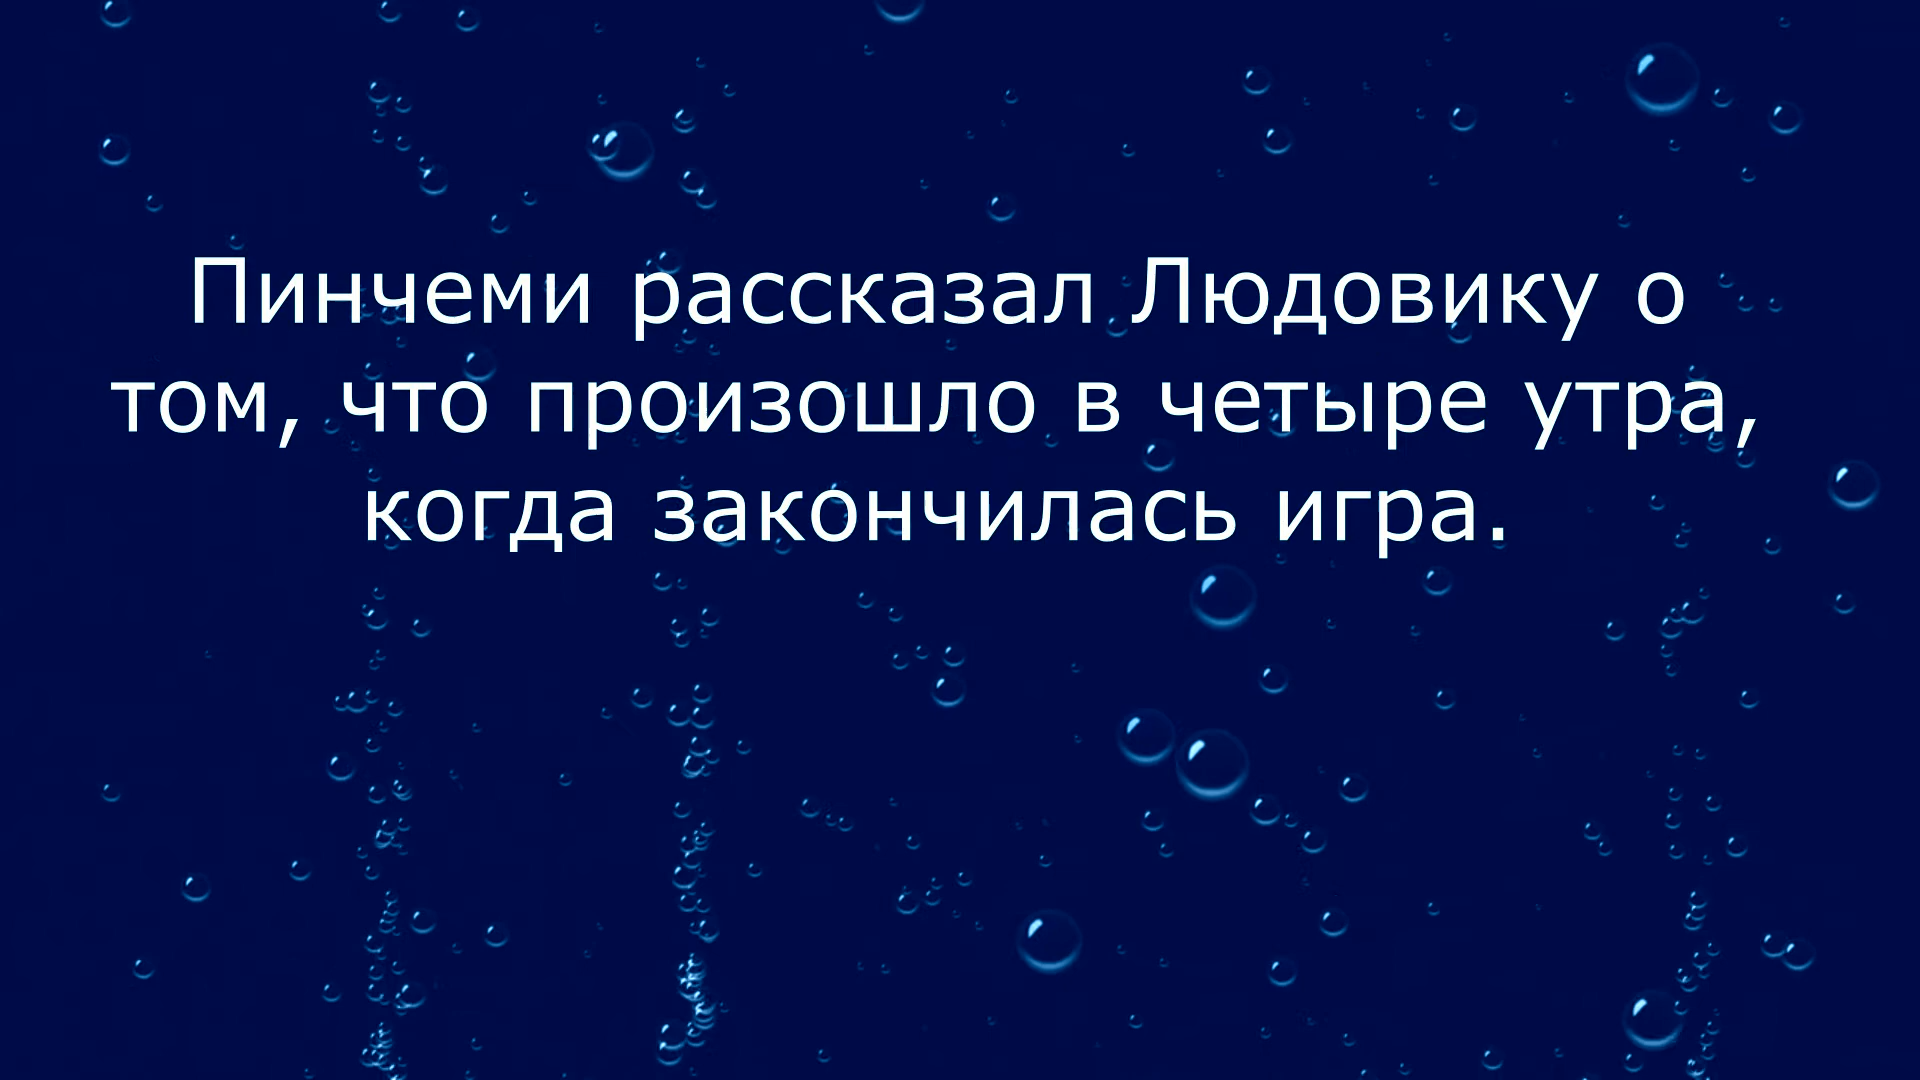 Пинчеми рассказал Людовику о
том, что произошло в четыре утра,
когда закончилась игра.